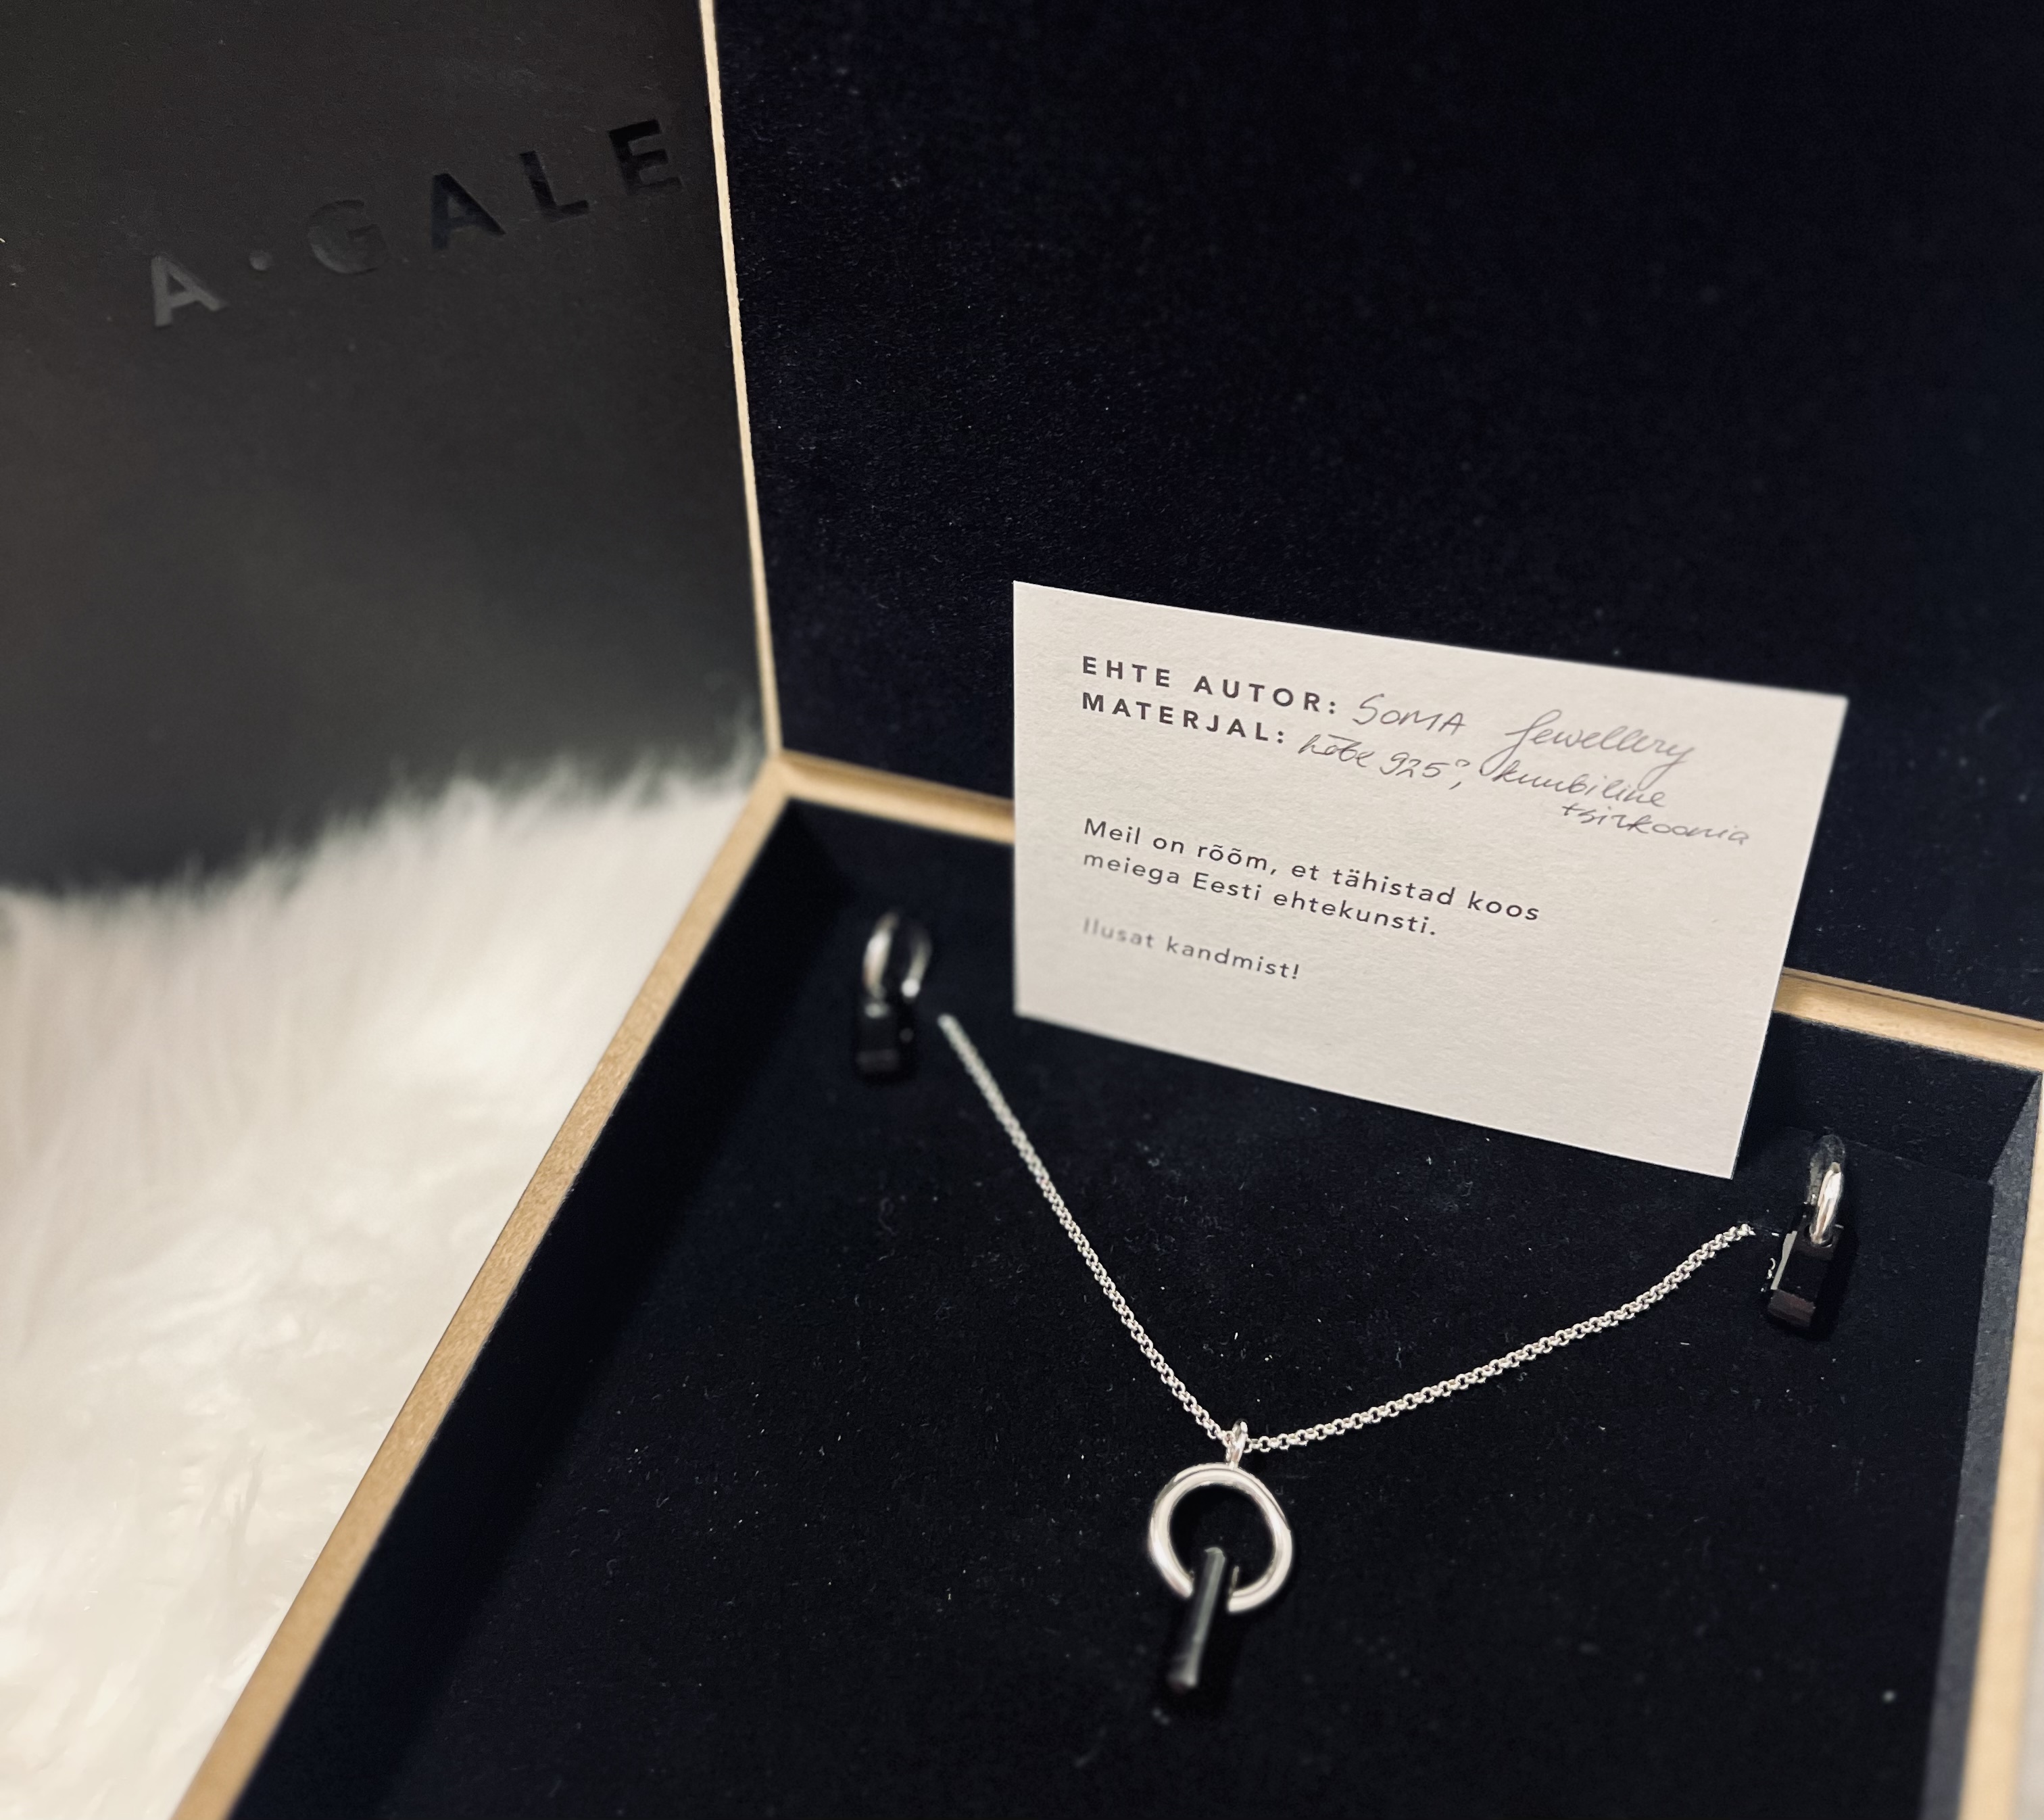 A·GALE
EHTE AUTOR: SOMA Jewellery
MATERJAL: hõbe 925°, kuubiline
tsirkoonia
Meil on rõõm, et tähistad koos
meiega Eesti ehtekunsti.
Ilusat kandmist!